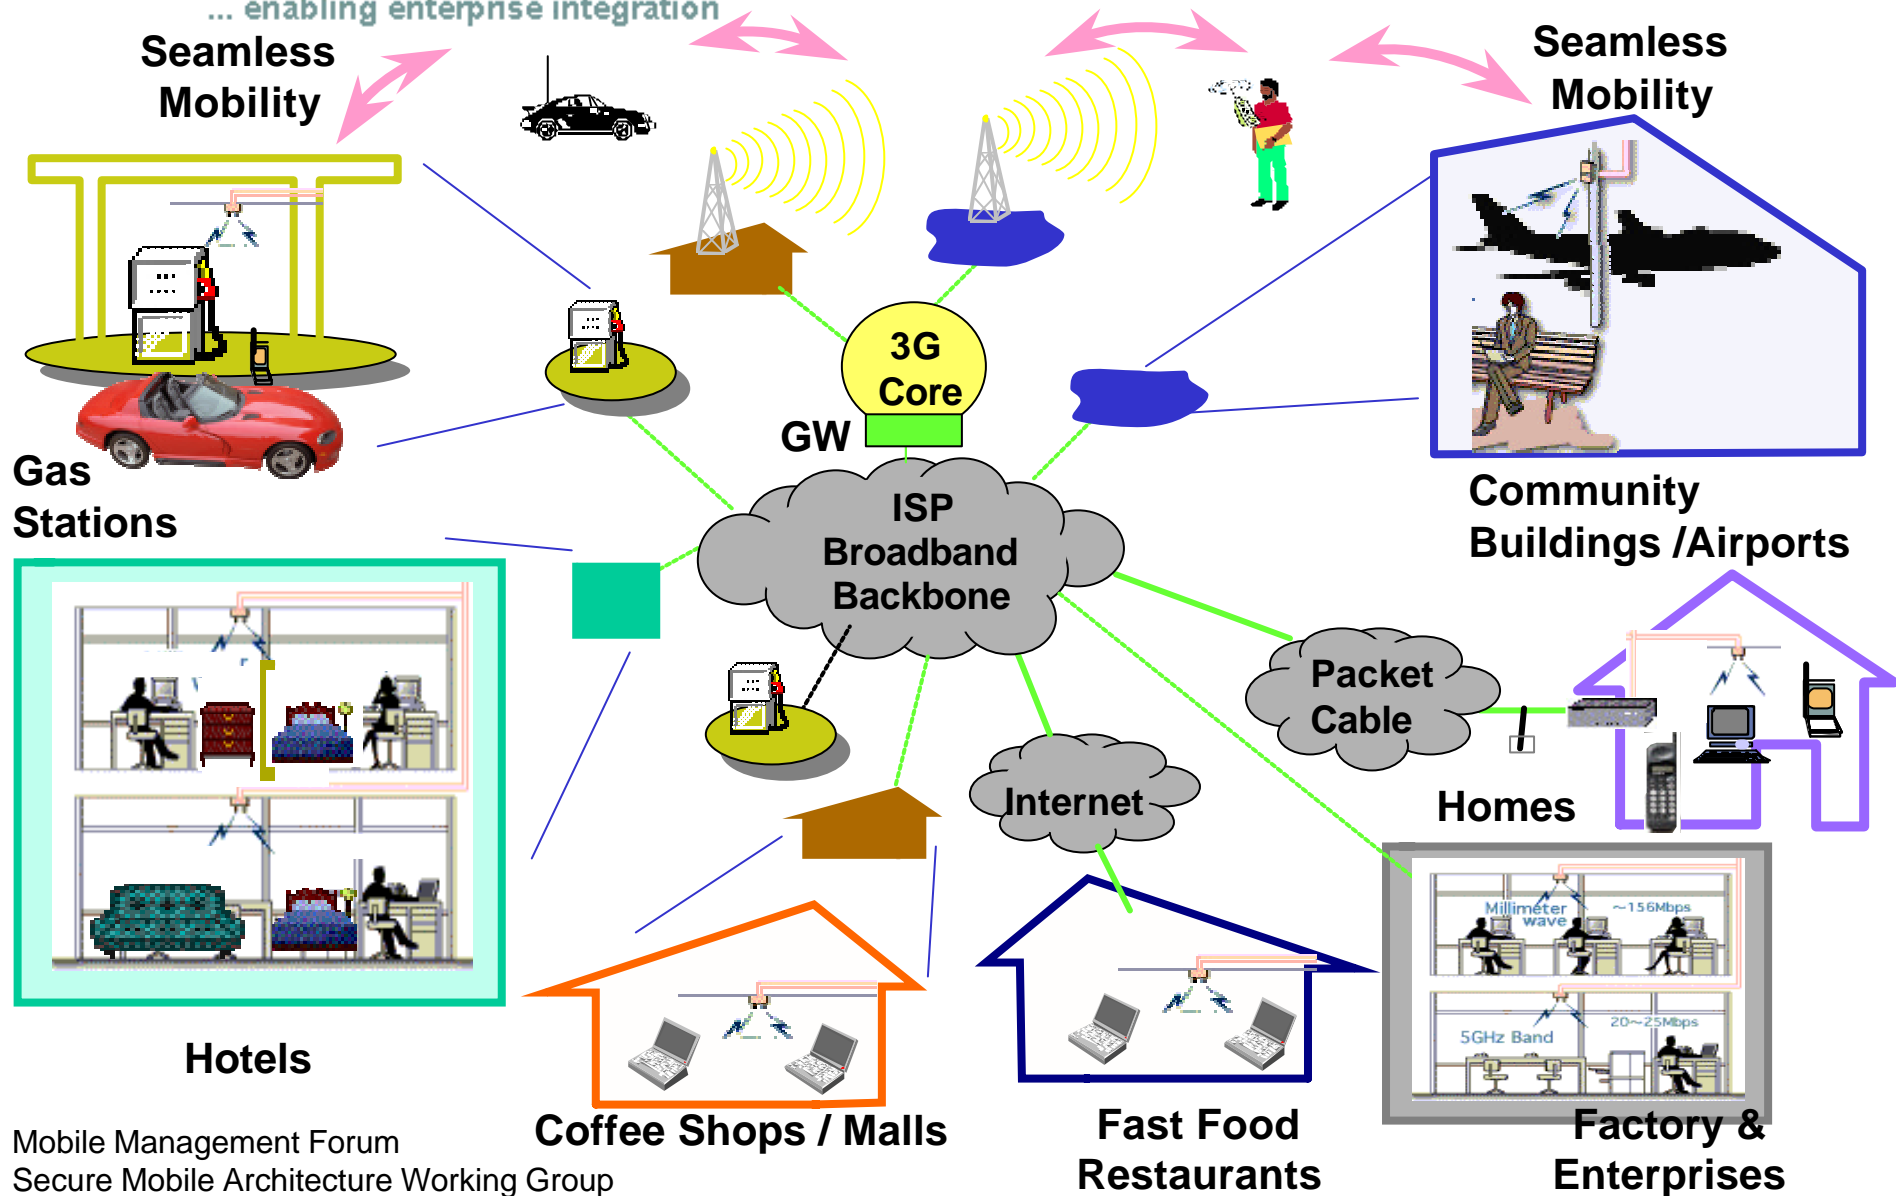 ... enabling enterprise integration
Seamless
Mobility
Seamless
Mobility
3G
Core
GW
Gas
Stations
ISP
Broadband
Backbone
Community
Buildings /Airports
Packet
Cable
Internet
Homes
Millimeter
wave
~156Mbps
5GHz Band
20~25Mbps
Hotels
Coffee Shops / Malls
Fast Food
Restaurants
Factory &
Enterprises
Mobile Management Forum
Secure Mobile Architecture Working Group